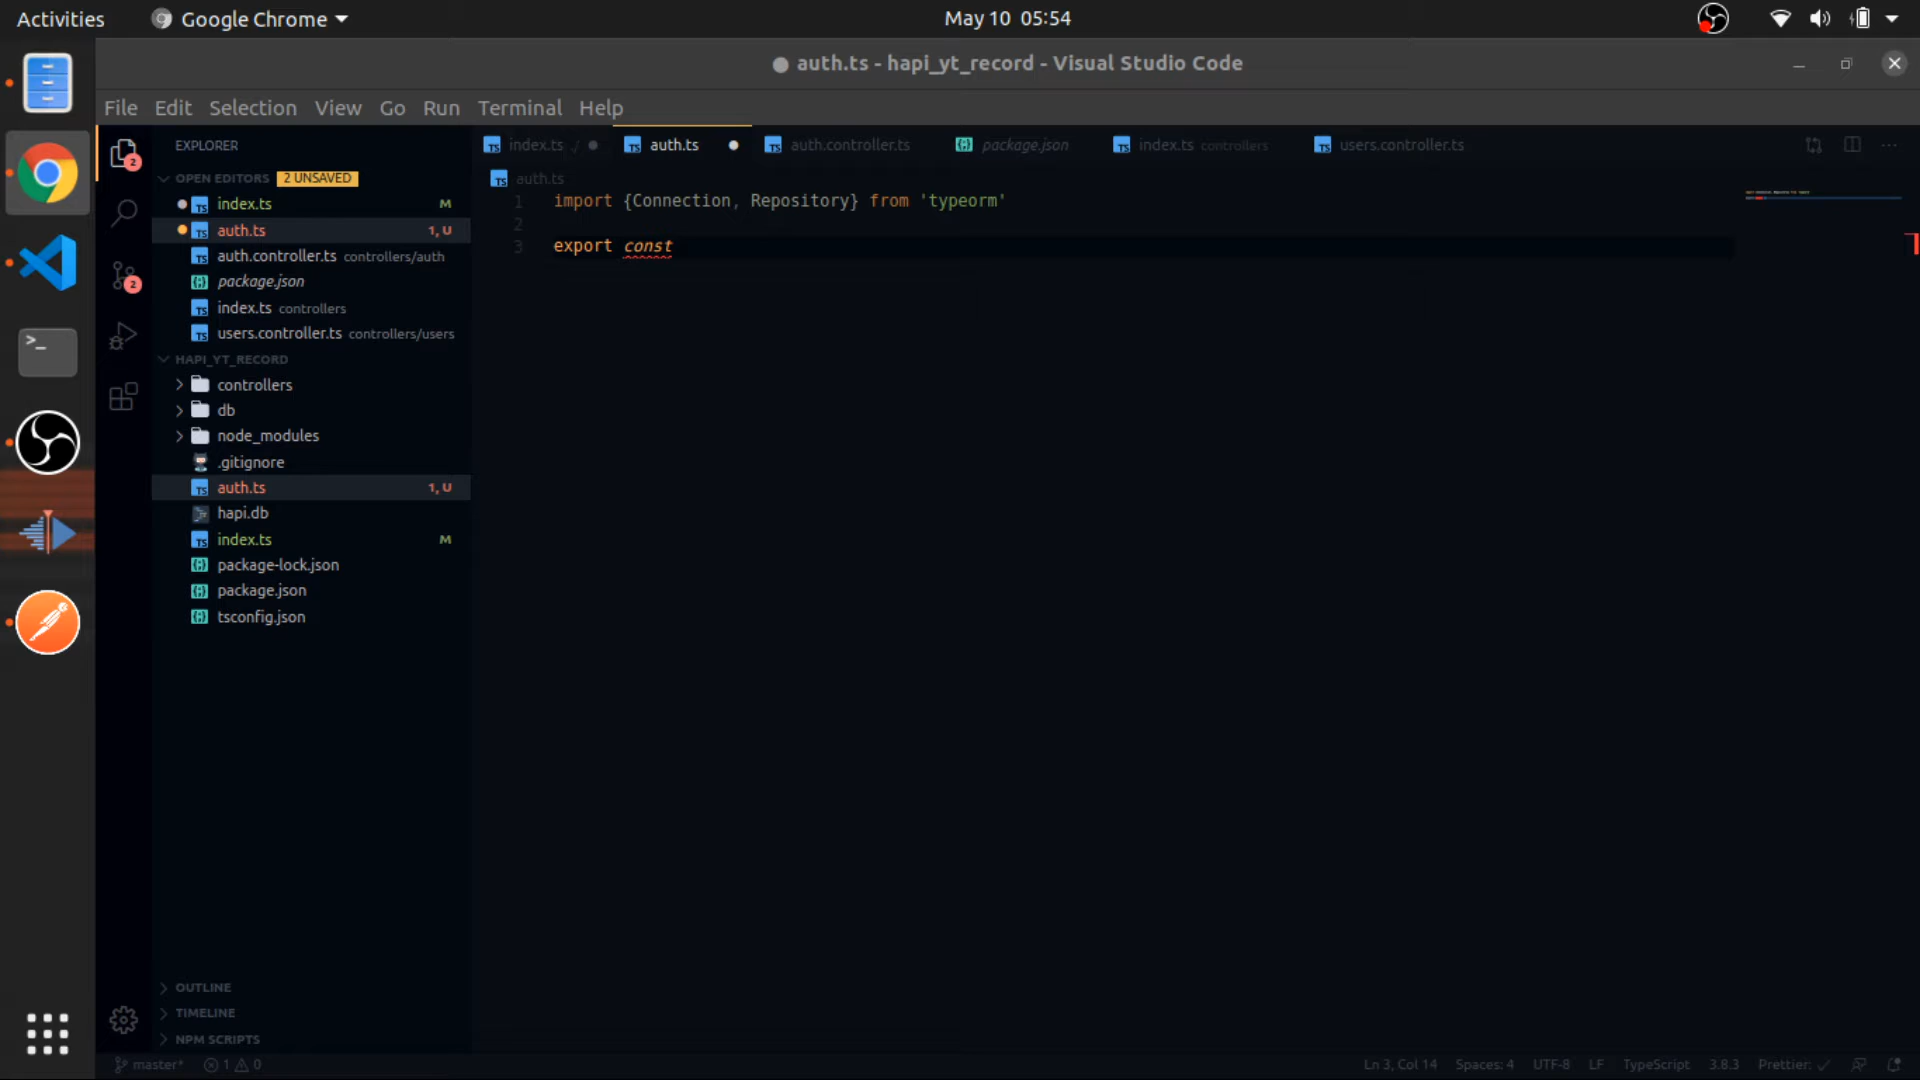 Activities
Google Chrome
May 10 05:54
● auth.ts - hapi_yt_record - Visual Studio Code
File Edit Selection View Go Run Terminal Help
EXPLORER
OPEN EDITORS 2 UNSAVED
index.ts M
auth.ts 1, U
auth.controller.ts controllers/auth
package.json
index.ts controllers
users.controller.ts controllers/users
HAPI_YT_RECORD
controllers
db
node_modules
.gitignore
auth.ts 1, U
hapi.db
index.ts M
package-lock.json
package.json
tsconfig.json
OUTLINE
TIMELINE
NPM SCRIPTS
2
2
index.ts ./
auth.ts
auth.controller.ts
package.json
index.ts controllers
users.controller.ts
auth.ts
1 import {Connection, Repository} from 'typeorm'
2
3 export const
master* 1 0
Ln 3, Col 14 Spaces: 4 UTF-8 LF TypeScript 3.8.3 Prettier: ✓